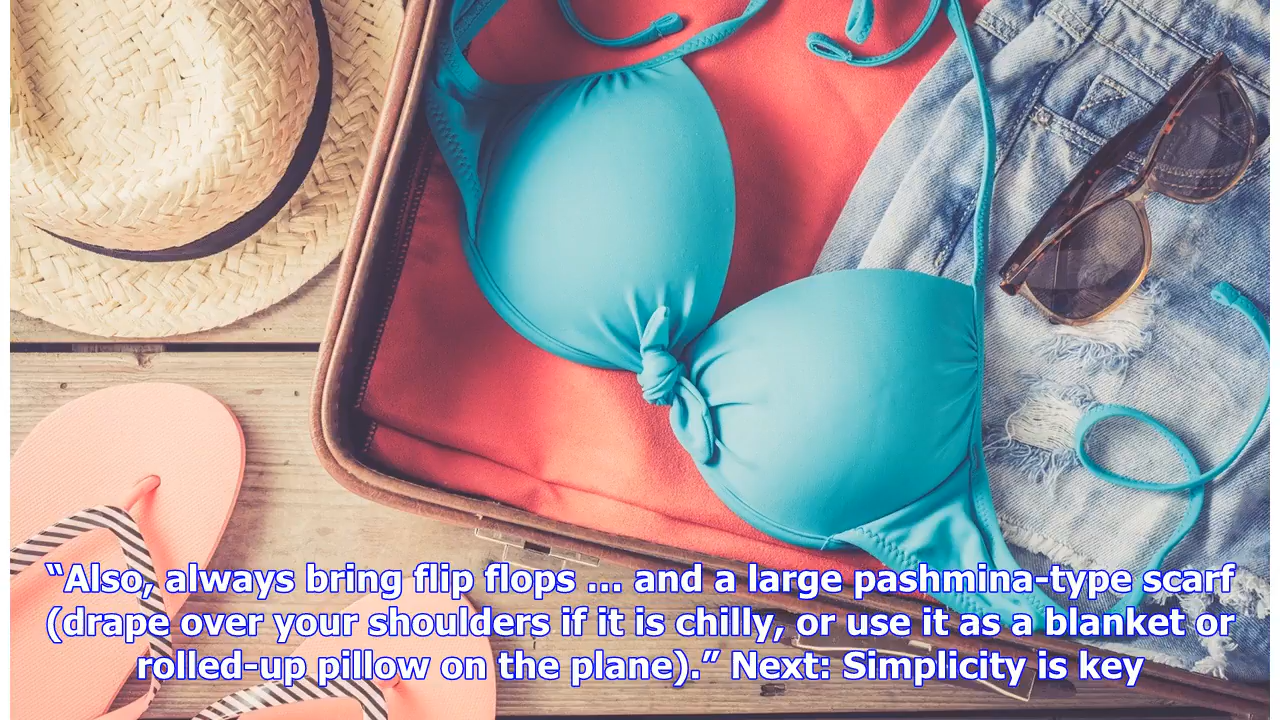 “Also, always bring flip flops ... and a large pashmina-type scarf
(drape over your shoulders if it is chilly, or use it as a blanket or
rolled-up pillow on the plane).” Next: Simplicity is key